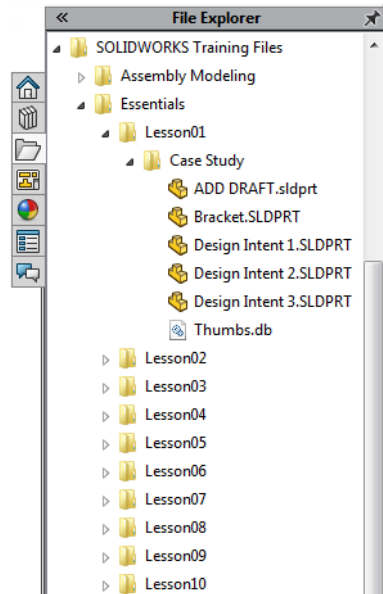 File Explorer
SOLIDWORKS Training Files
Assembly Modeling
Essentials
Lesson01
Case Study
ADD DRAFT.sldprt
Bracket.SLDPRT
Design Intent 1.SLDPRT
Design Intent 2.SLDPRT
Design Intent 3.SLDPRT
Thumbs.db
Lesson02
Lesson03
Lesson04
Lesson05
Lesson06
Lesson07
Lesson08
Lesson09
Lesson10